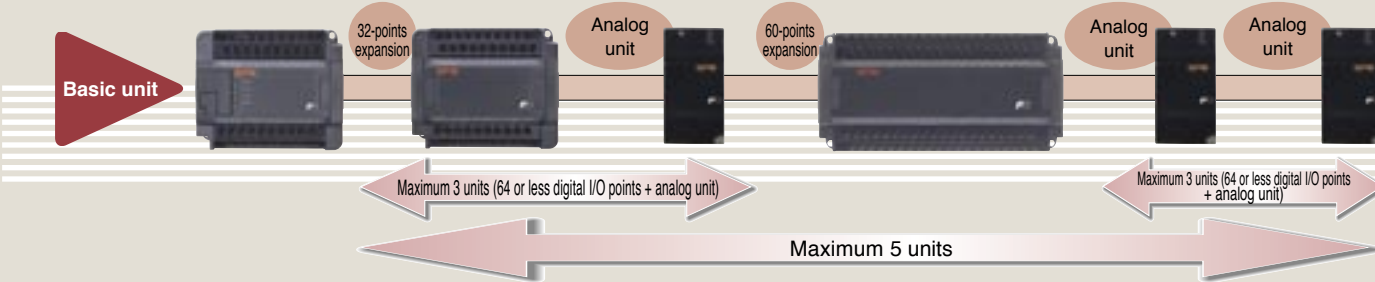 Basic unit
32-points
expansion
Analog
unit
60-points
expansion
Analog
unit
Analog
unit
Maximum 3 units (64 or less digital I/O points + analog unit)
Maximum 3 units (64 or less digital I/O points
+ analog unit)
Maximum 5 units